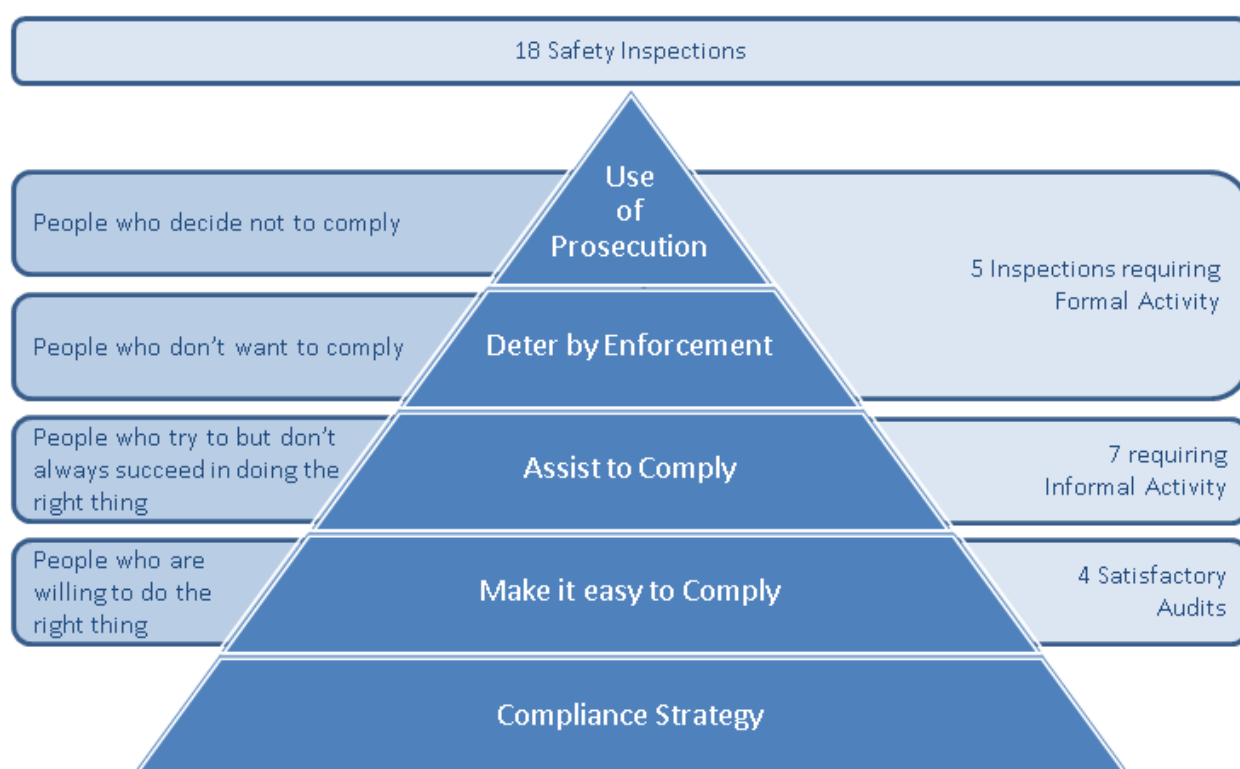 18 Safety Inspections
People who decide not to comply
Use
of
Prosecution
5 Inspections requiring
Formal Activity
People who don't want to comply
Deter by Enforcement
People who try to but don't
always succeed in doing the
right thing
Assist to Comply
7 requiring
Informal Activity
People who are
willing to do the
right thing
Make it easy to Comply
4 Satisfactory
Audits
Compliance Strategy